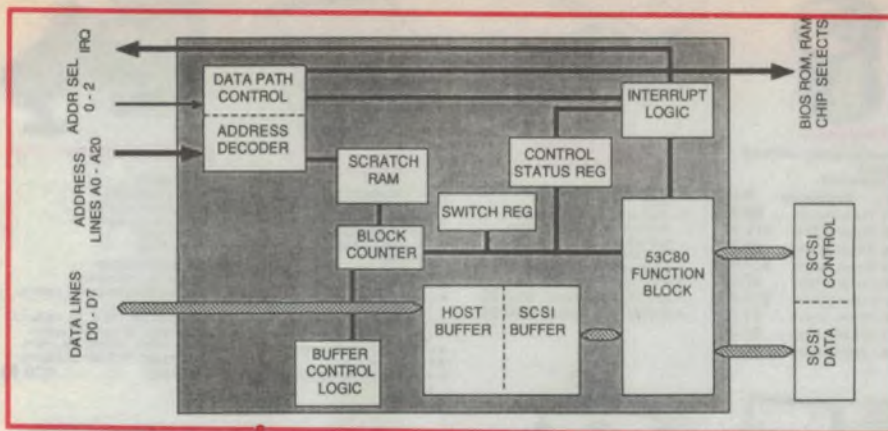 IRQ
ADDR SEL
0 - 2
ADDRESS
LINES A0 - A20
DATA LINES
D0 - D7
DATA PATH
CONTROL
ADDRESS
DECODER
SCRATCH
RAM
BLOCK
COUNTER
BUFFER
CONTROL
LOGIC
SWITCH REG
CONTROL
STATUS REG
INTERRUPT
LOGIC
HOST
BUFFER
SCSI
BUFFER
53C80
FUNCTION
BLOCK
BIOS ROM, RAM
CHIP SELECTS
SCSI
CONTROL
SCSI
DATA